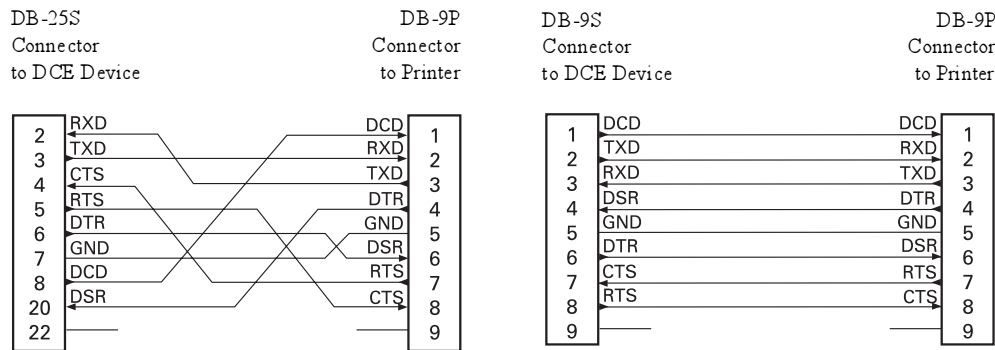 DB-25S
Connector
to DCE Device
DB-9P
Connector
to Printer
2 RXD DCD 1
3 TXD RXD 2
4 CTS TXD 3
5 RTS DTR 4
6 DTR GND 5
7 GND DSR 6
8 DCD RTS 7
20 DSR CTS 8
22 9
DB-9S
Connector
to DCE Device
DB-9P
Connector
to Printer
1 DCD DCD 1
2 TXD RXD 2
3 RXD TXD 3
4 DSR DTR 4
5 GND GND 5
6 DTR DSR 6
7 CTS RTS 7
8 RTS CTS 8
9 9